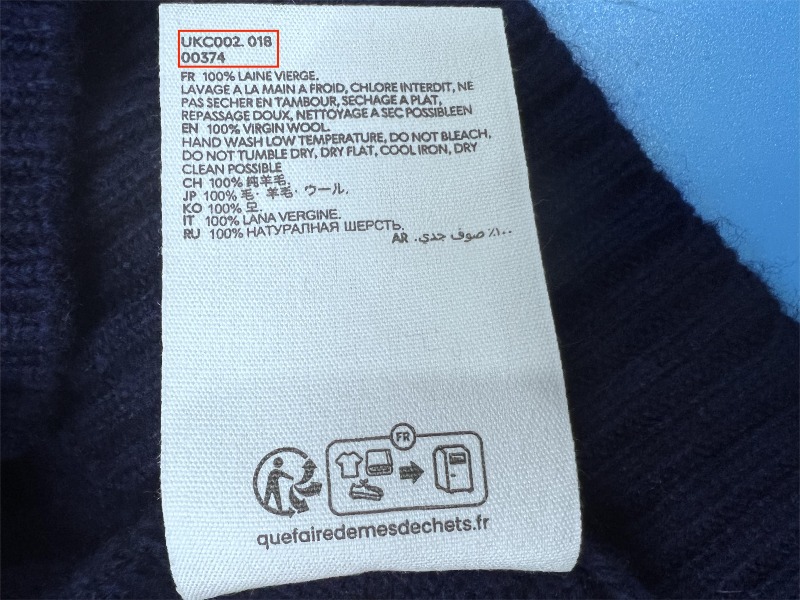 UKC002. 018
00374
FR 100% LAINE VIERGE.
LAVAGE A LA MAIN A FROID, CHLORE INTERDIT, NE
PAS SECHER EN TAMBOUR, SECHAGE A PLAT,
REPASSAGE DOUX, NETTOYAGE A SEC POSSIBLEEN
EN 100% VIRGIN WOOL.
HAND WASH LOW TEMPERATURE, DO NOT BLEACH,
DO NOT TUMBLE DRY, DRY FLAT, COOL IRON, DRY
CLEAN POSSIBLE
CH 100% 纯羊毛.
JP 100% 毛. 羊毛. ウール.
KO 100% 모.
IT 100% LANA VERGINE.
RU 100% НАТУРАЛНАЯ ШЕРСТЬ.
AR .١٠٠٪ صوف جدي
FR
quefairedemesdechets.fr